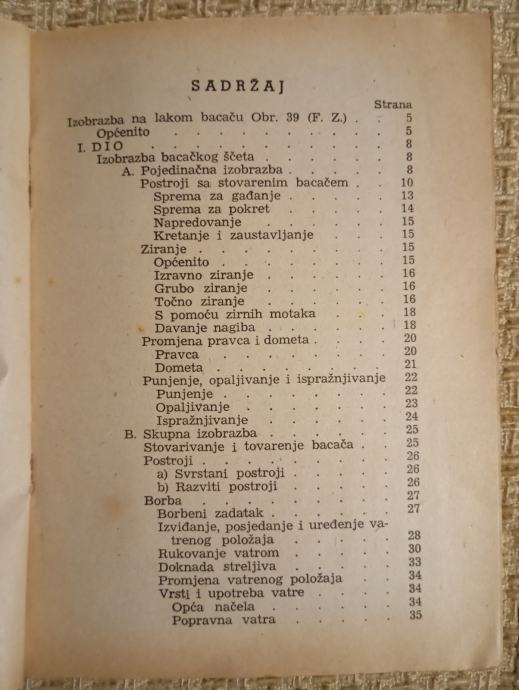 SADRŽAJ
Strana
Izobrazba na lakom bacaču Obr. 39 (F. Z.) . . 5
Općenito . . . . . . . . 5
I. DIO . . . . . . . . . 8
Izobrazba bacačkog ščeta . . . . . 8
A. Pojedinačna izobrazba . . . . . 8
Postroji sa stovarenim bacačem . . 10
Sprema za gađanje . . . . . 13
Sprema za pokret . . . . . 14
Napredovanje . . . . . . 15
Kretanje i zaustavljanje . . . 15
Ziranje . . . . . . . . 15
Općenito . . . . . . . 15
Izravno ziranje . . . . . 16
Grubo ziranje . . . . . 16
Točno ziranje . . . . . 16
S pomoću zirnih motaka . . . 18
Davanje nagiba . . . . . 18
Promjena pravca i dometa . . . . 20
Pravca . . . . . . . 20
Dometa . . . . . . . 21
Punjenje, opaljivanje i ispražnjivanje 22
Punjenje . . . . . . . 22
Opaljivanje . . . . . . 23
Ispražnjivanje . . . . . 24
B. Skupna izobrazba . . . . . . 25
Stovarivanje i tovarenje bacača . . 25
Postroji . . . . . . . . 26
a) Svrstani postroji . . . . 26
b) Razviti postroji . . . . 26
Borba . . . . . . . . 27
Borbeni zadatak . . . . . 27
Izviđanje, posjedanje i uređenje va-
trenog položaja . . . . 28
Rukovanje vatrom . . . . . 30
Doknada streljiva . . . . 33
Promjena vatrenog položaja . . 34
Vrsti i upotreba vatre . . . . 34
Opća načela . . . . . 34
Popravna vatra . . . . 35